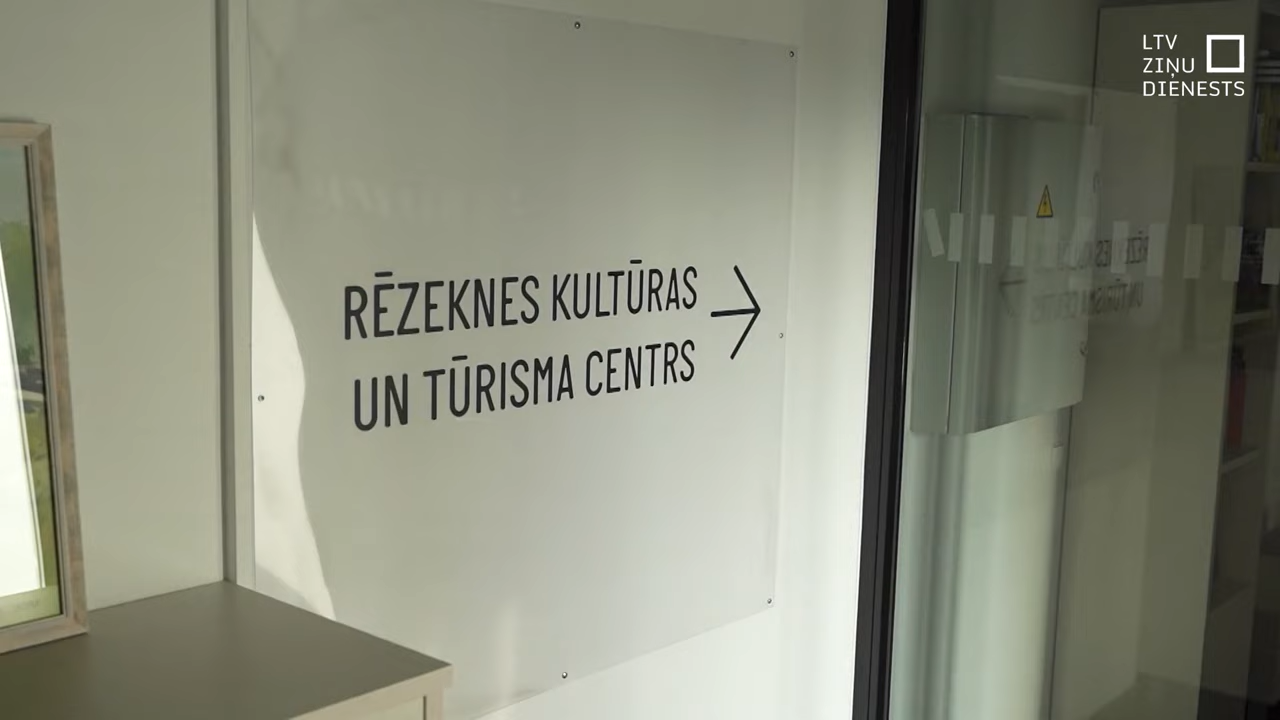 LTV
ZIŅU
DIENESTS
RĒZEKNES KULTŪRAS
UN TŪRISMA CENTRS